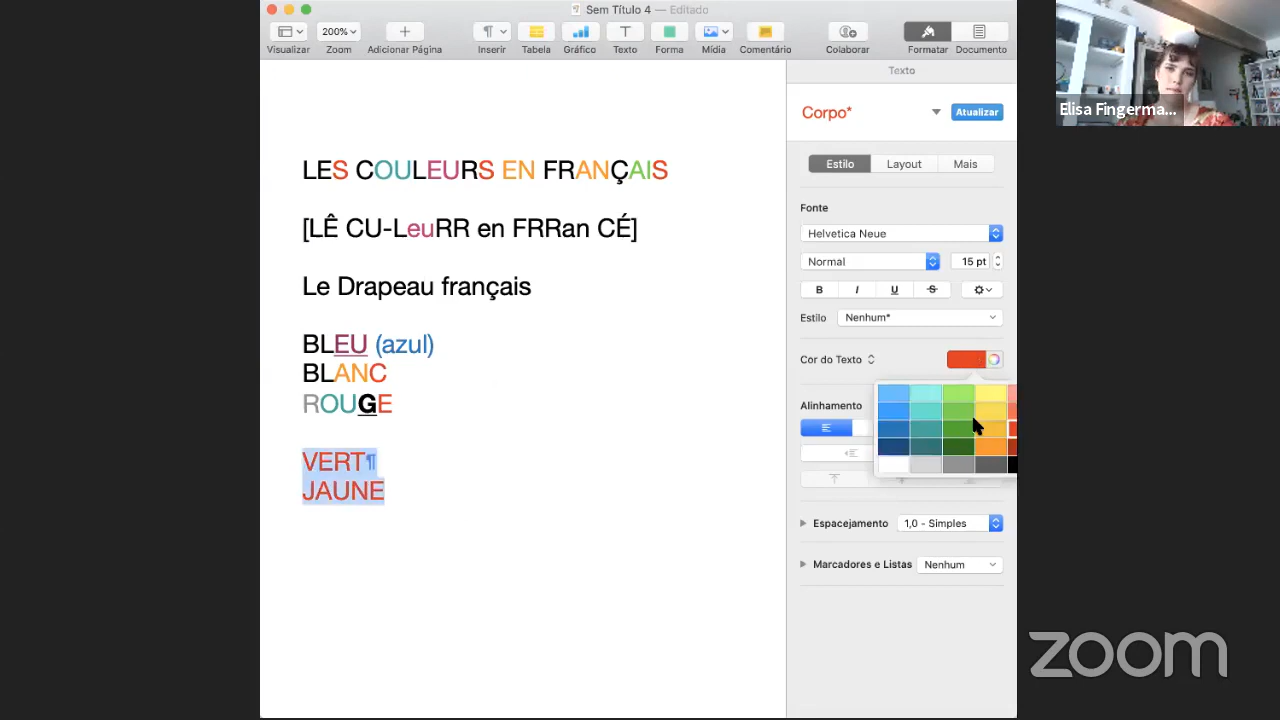 Sem Título 4 — Editado
Visualizar
200%
Zoom
Adicionar Página
Inserir
Tabela
Gráfico
Texto
Forma
Mídia
Comentário
Colaborar
Formatar
Documento
Elisa Fingerma...
Texto
Corpo*
Atualizar
Estilo Layout Mais
Fonte
Helvetica Neue
Normal 15 pt
B I U S
Estilo Nenhum*
Cor do Texto
Alinhamento
Espaçejamento 1,0 - Simples
Marcadores e Listas Nenhum
LES COULEURS EN FRANÇAIS
[LÊ CU-LeuRR en FRRan CÉ]
Le Drapeau français
BLEU (azul)
BLANC
ROUGE
VERT¶
JAUNE
zoom